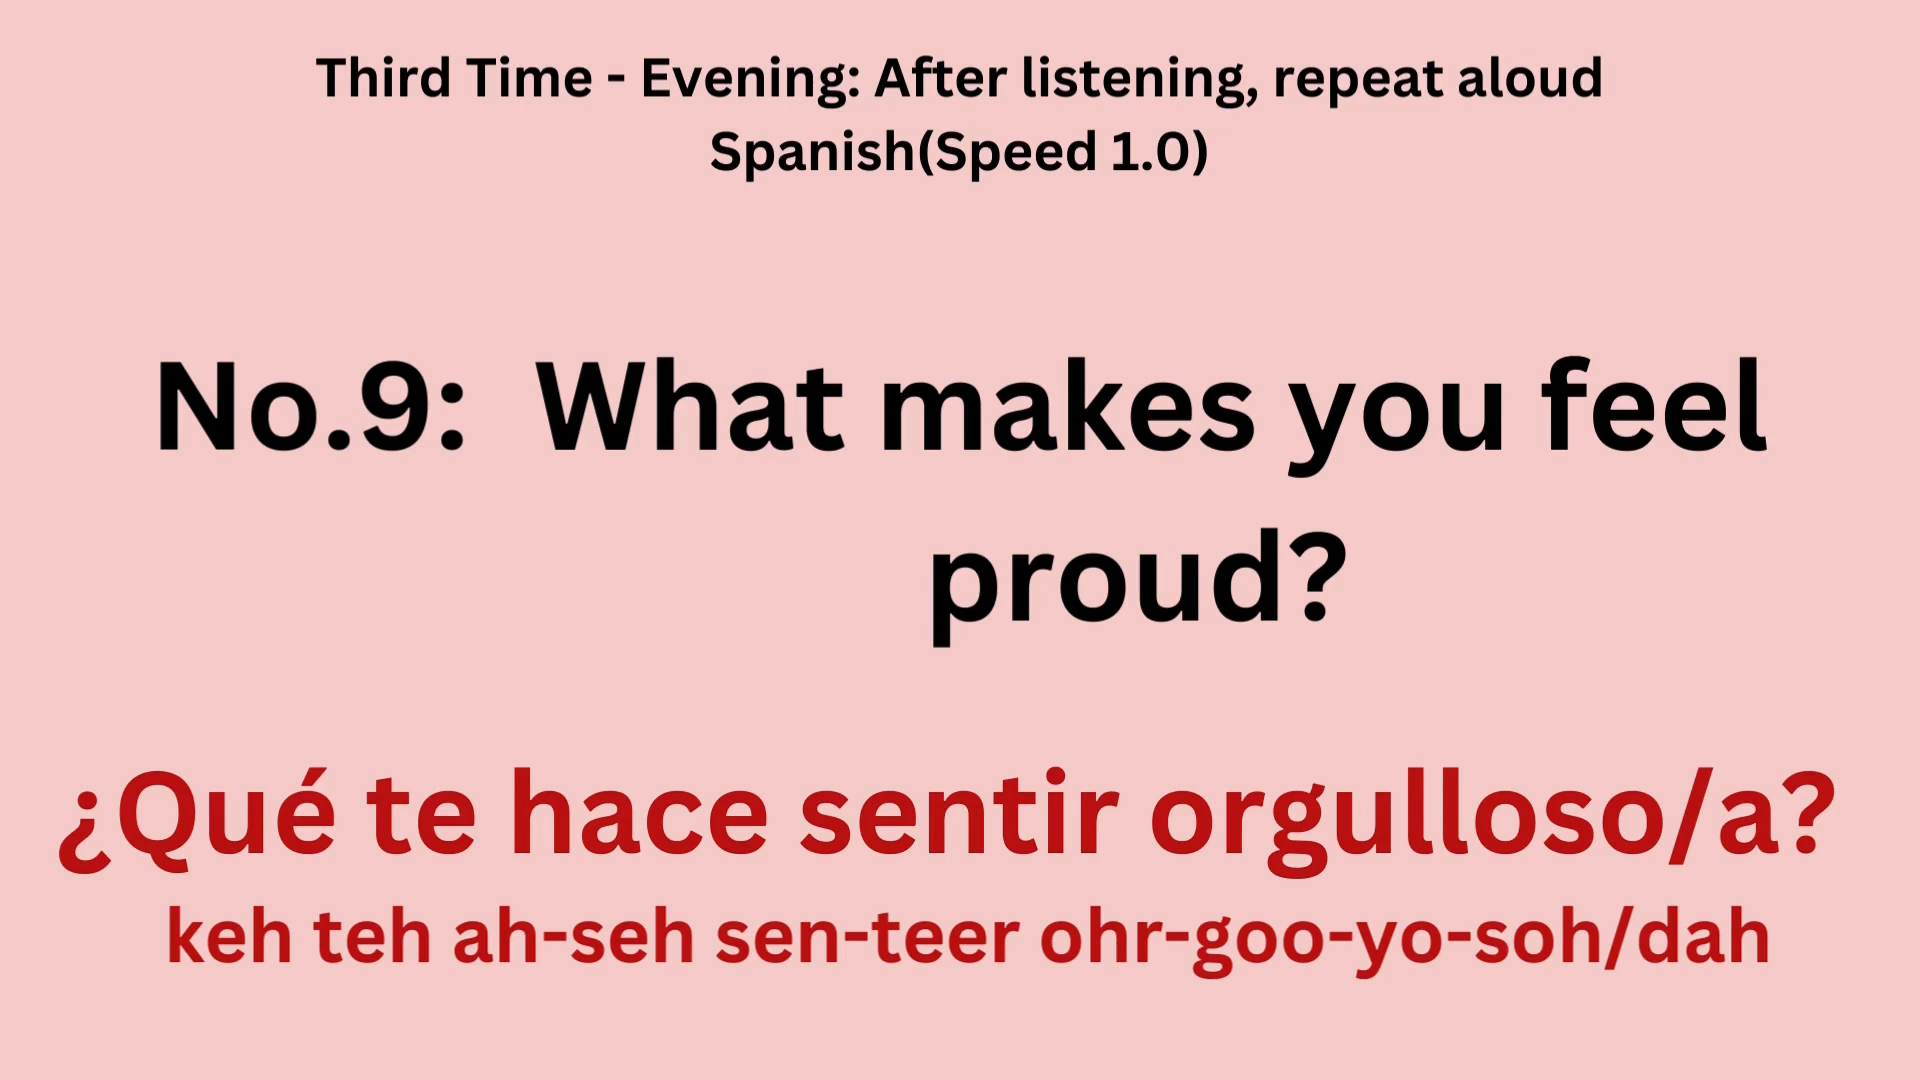 Third Time - Evening: After listening, repeat aloud
Spanish(Speed 1.0)
No.9: What makes you feel
proud?
¿Qué te hace sentir orgulloso/a?
keh teh ah-seh sen-teer ohr-goo-yo-soh/dah